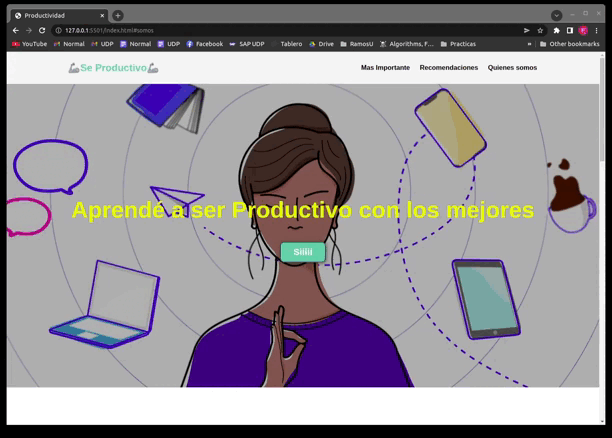 Productividad
127.0.0.1:5501/index.html#somos
YouTube Normal UDP Normal UDP Facebook SAP UDP Tablero Drive RamosU Algorithms, F... Practicas » Other bookmarks
🦾Se Productivo🦾 Mas Importante Recomendaciones Quienes somos
Aprendé a ser Productivo con los mejores
Siiiii